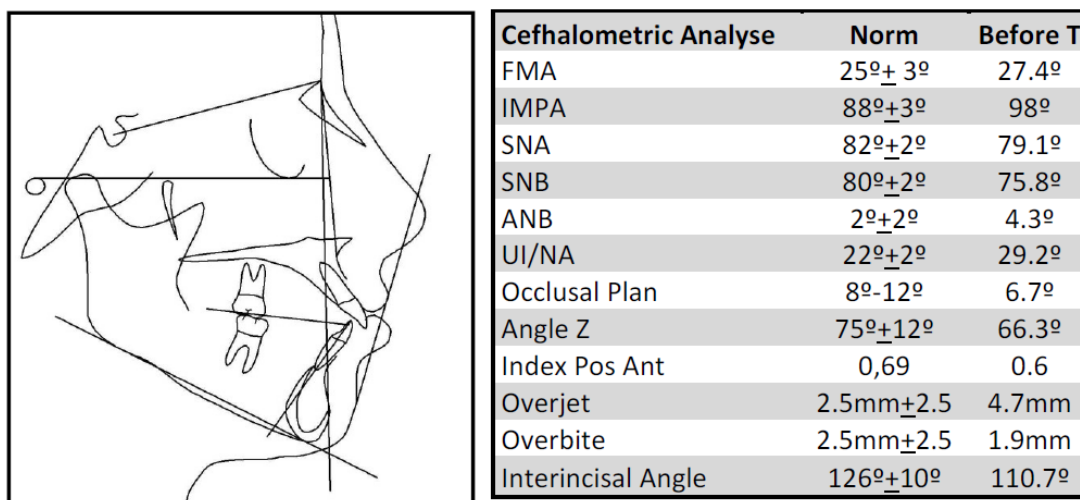 Cefhalometric Analyse Norm Before T
FMA 25º± 3º 27.4º
IMPA 88º±3º 98º
SNA 82º±2º 79.1º
SNB 80º±2º 75.8º
ANB 2º±2º 4.3º
UI/NA 22º±2º 29.2º
Occlusal Plan 8º-12º 6.7º
Angle Z 75º±12º 66.3º
Index Pos Ant 0,69 0.6
Overjet 2.5mm±2.5 4.7mm
Overbite 2.5mm±2.5 1.9mm
Interincisal Angle 126º±10º 110.7º